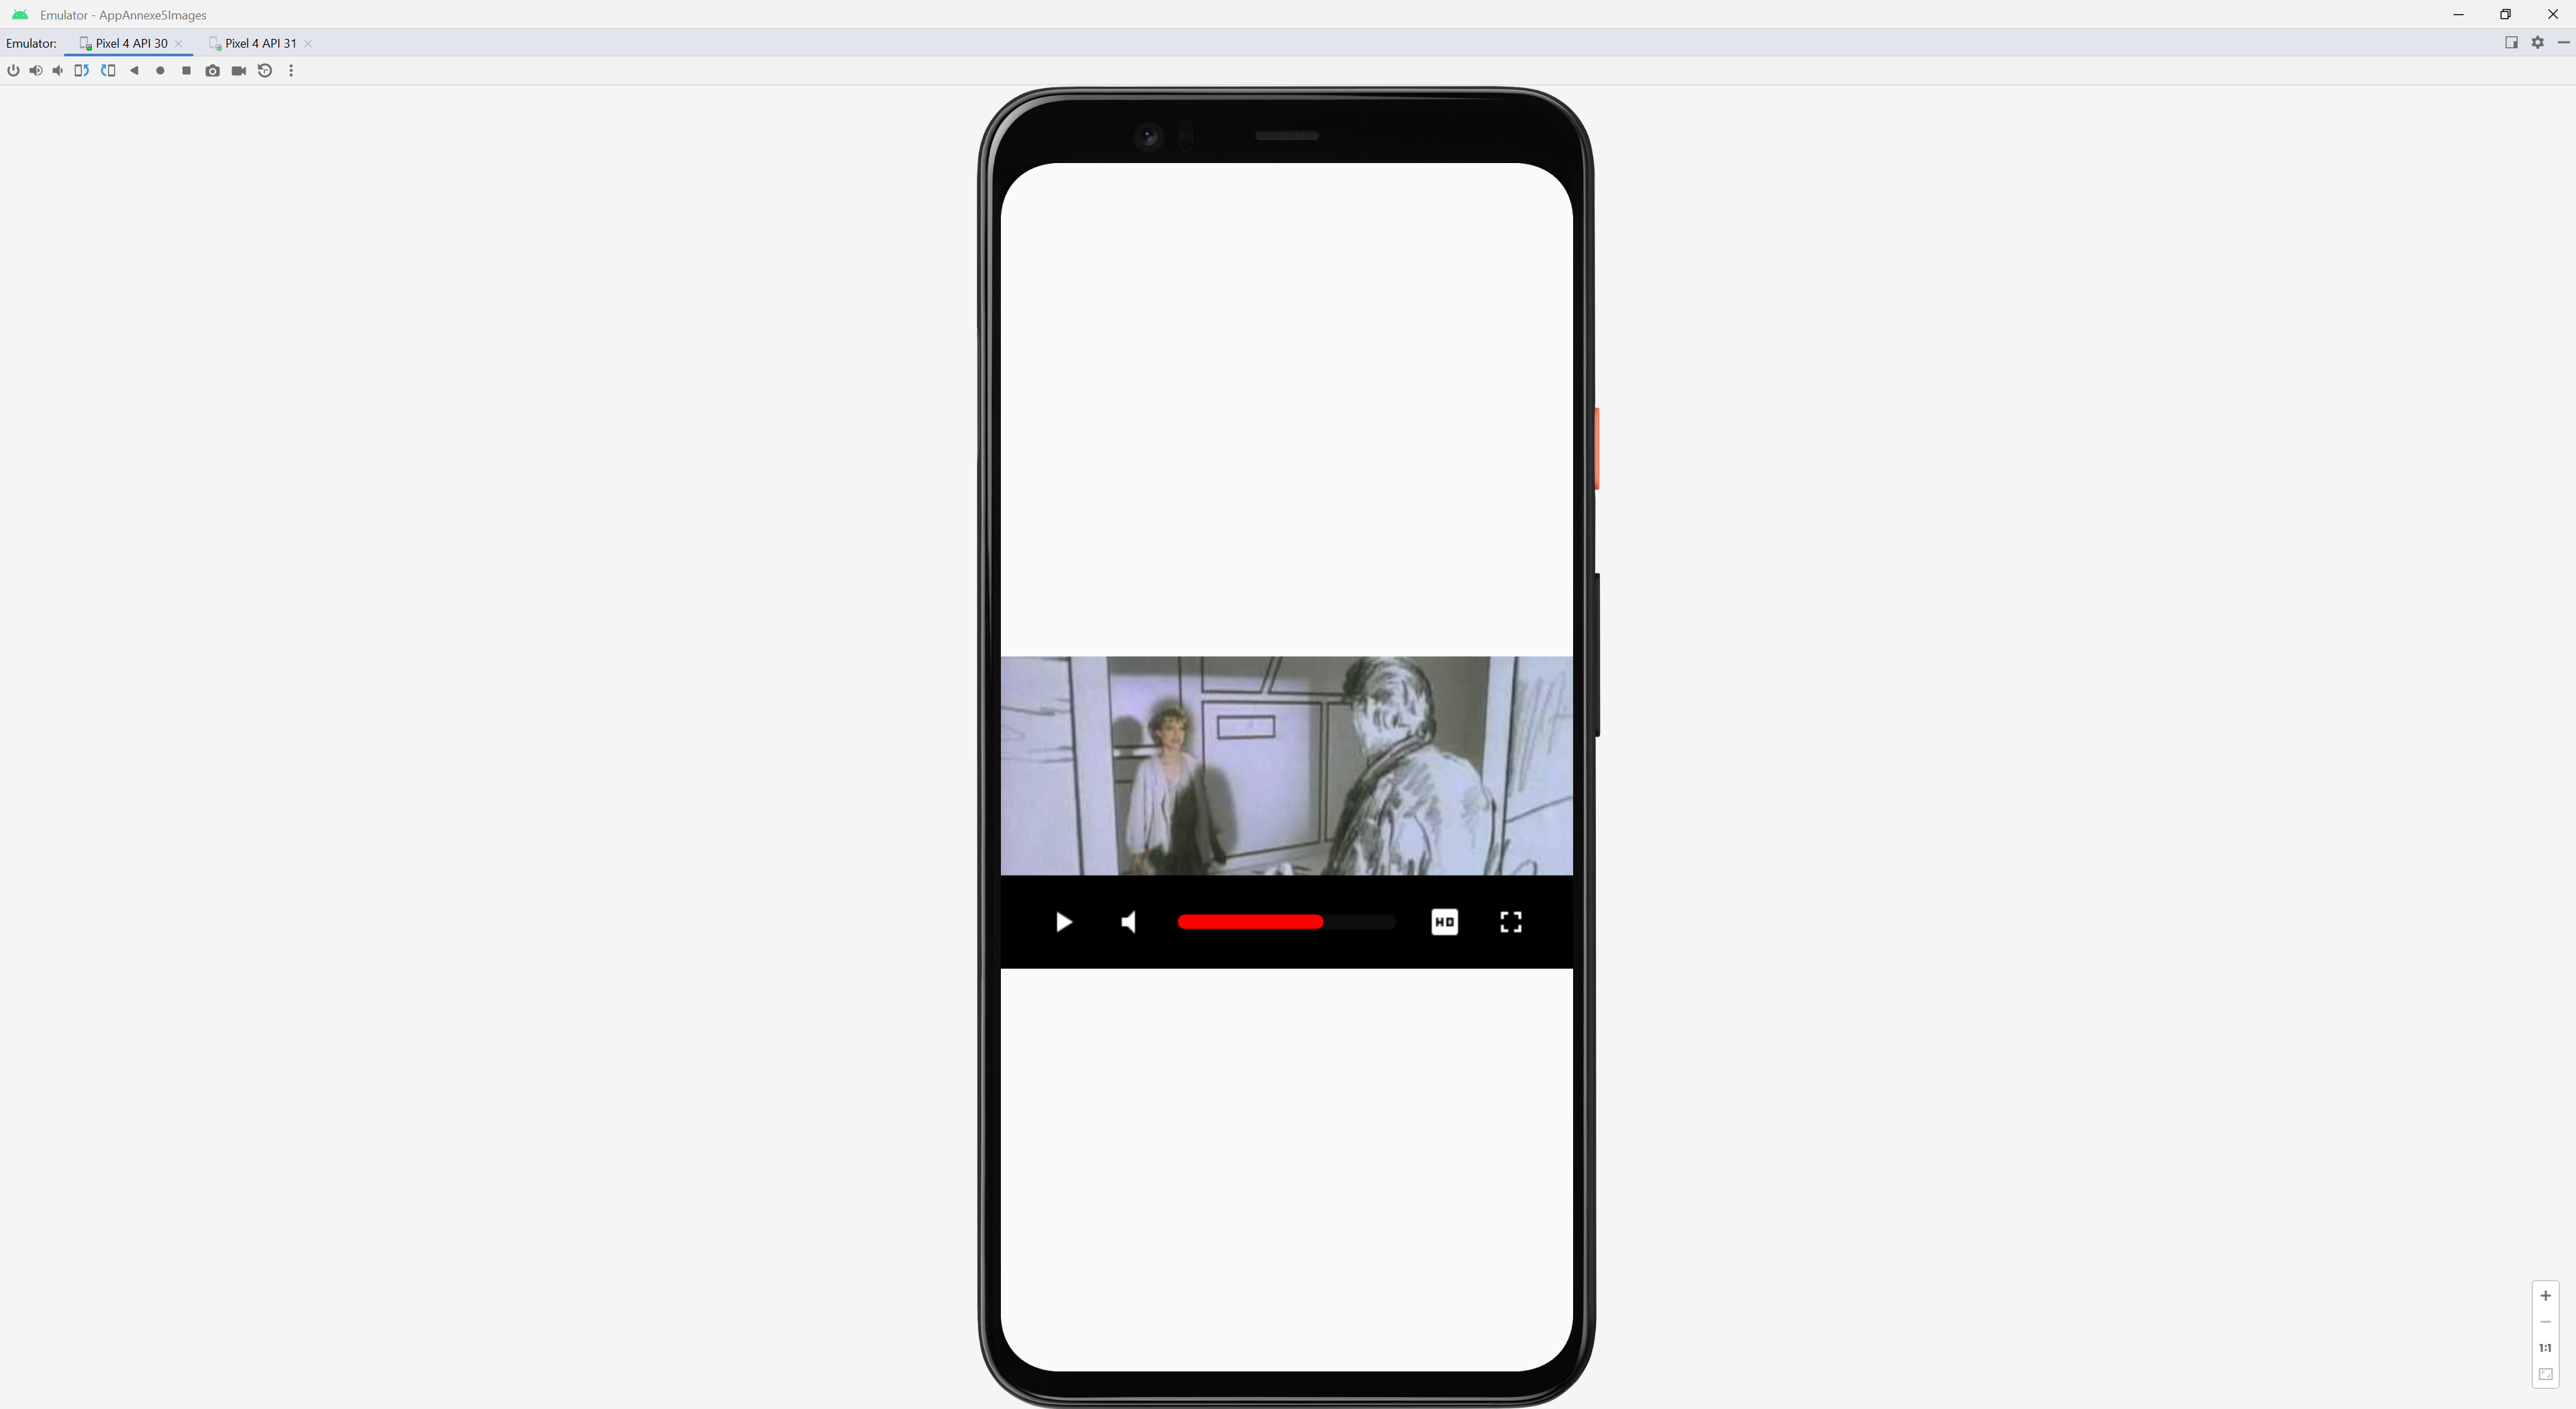 Emulator - AppAnnexe5Images
Emulator: Pixel 4 API 30 Pixel 4 API 31
HD
1:1